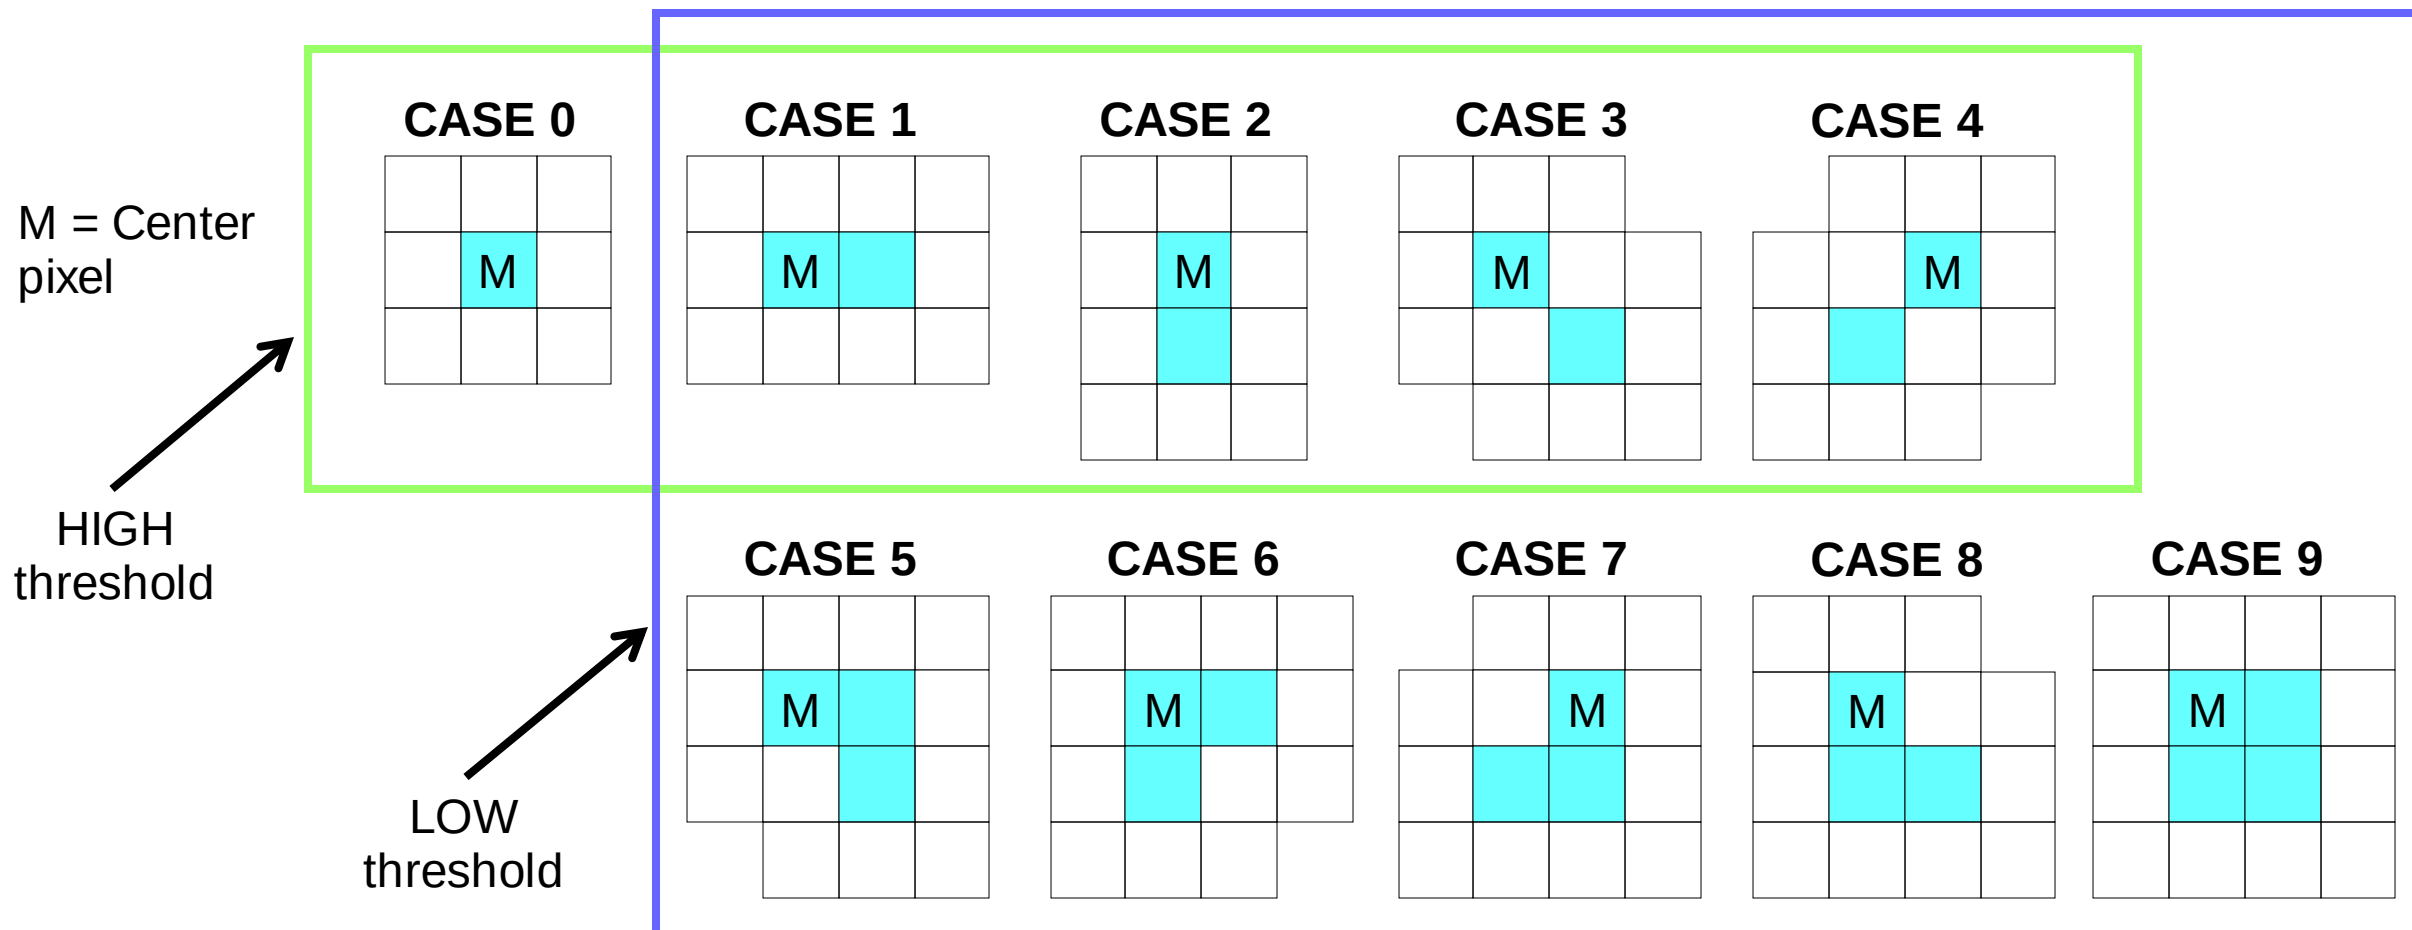 CASE 0
CASE 1
CASE 2
CASE 3
CASE 4
M = Center
pixel
M
M
M
M
M
HIGH
threshold
CASE 5
CASE 6
CASE 7
CASE 8
CASE 9
M
M
M
M
M
LOW
threshold